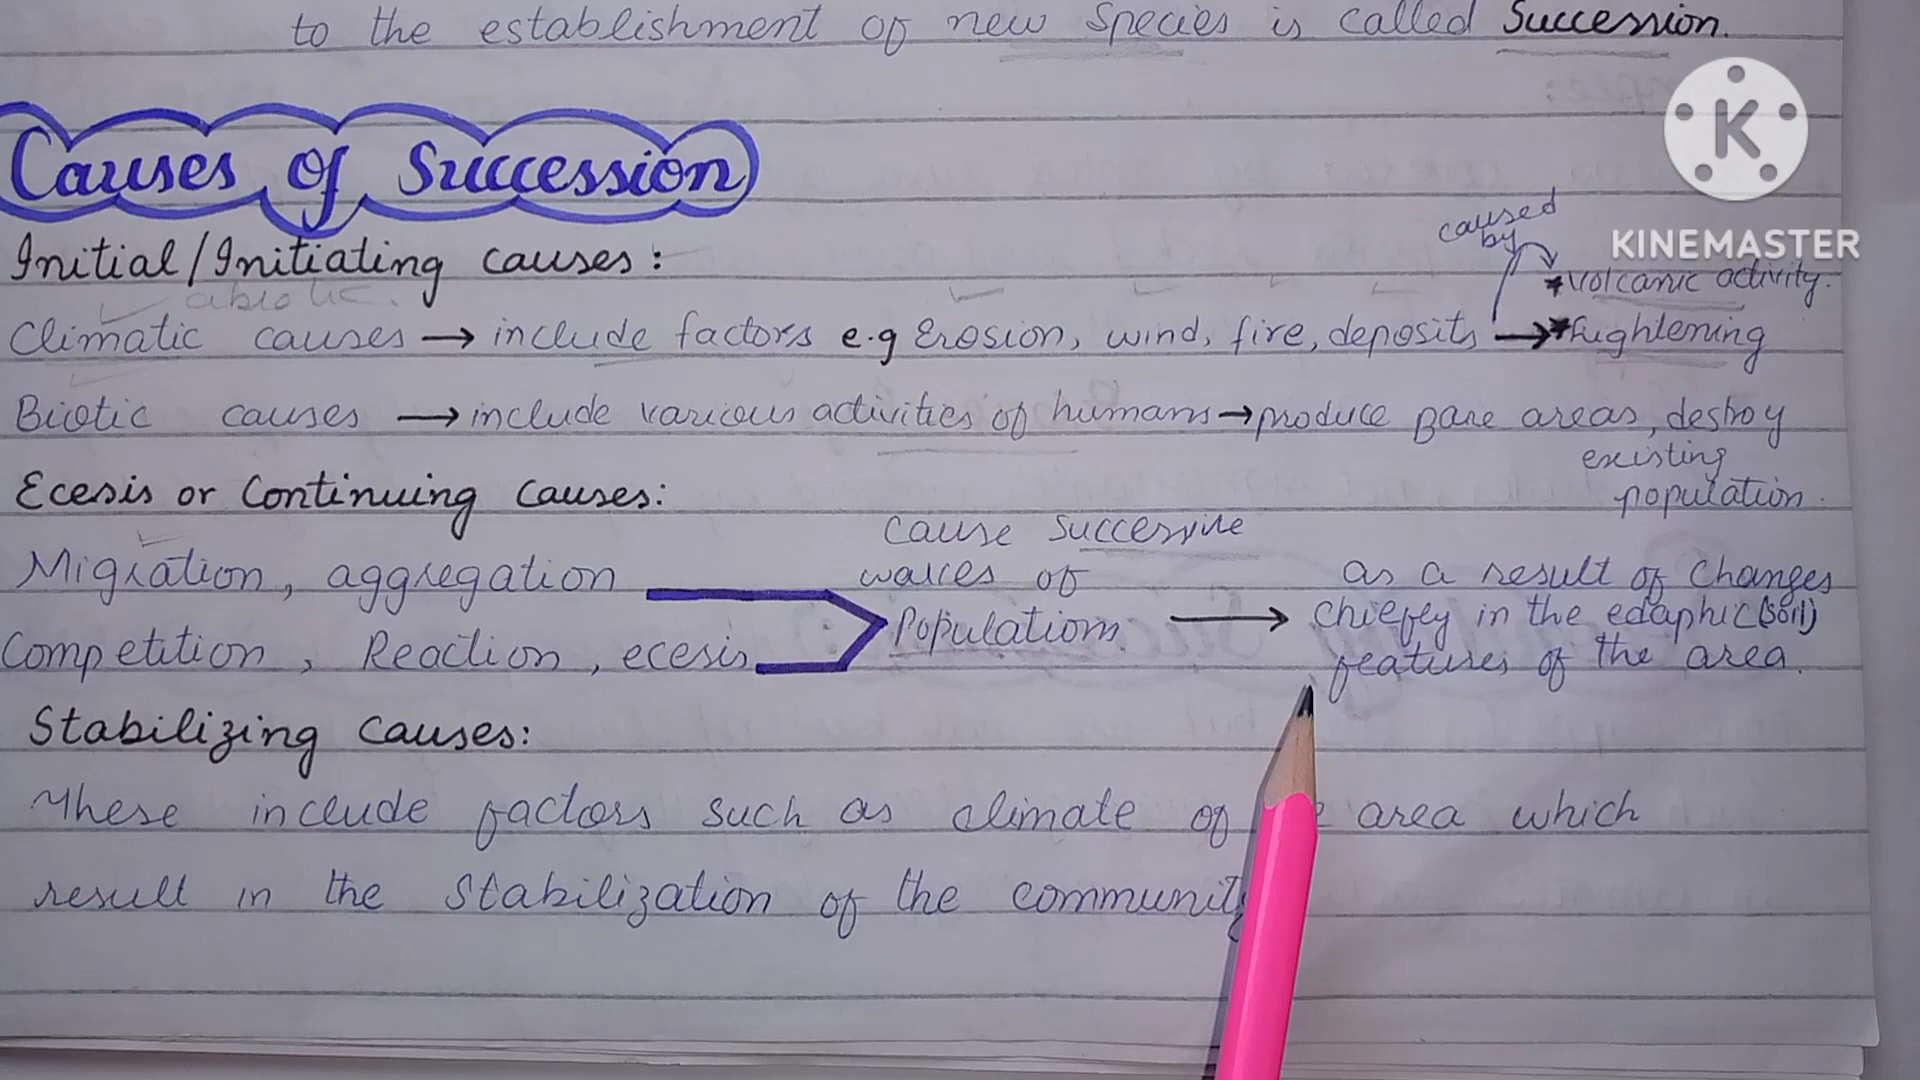 to the establishment of new species is called Succession.
Causes of Succession
K
KINEMASTER
Initial/Initiating causes:
abiotic.
caused
by
*volcanic activity.
Climatic causes → include factors e.g Erosion, wind, fire, deposits → *lightening
Biotic causes → include various activities of humans → produce bare areas, destroy
existing
population.
Ecesis or Continuing causes:
Migration, aggregation
Competition, Reaction, ecesis
cause successive
waves of
Populations →
as a result of changes
chiefly in the edaphic (soil)
features of the area.
Stabilizing causes:
These include factors such as climate of area which
result in the stabilization of the community